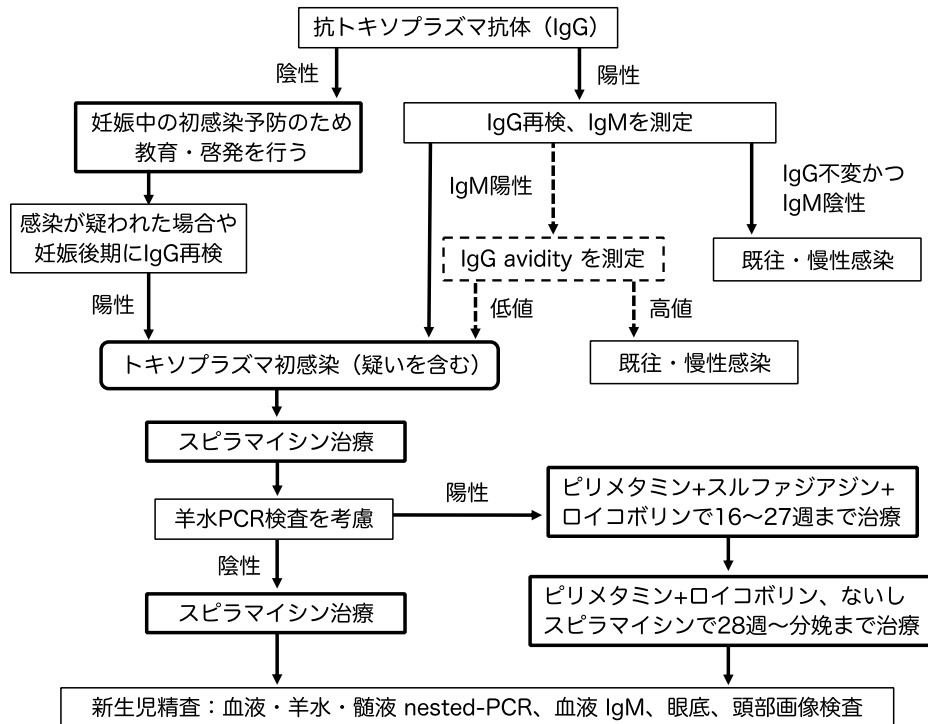 抗トキソプラズマ抗体（IgG）
陰性
陽性
妊娠中の初感染予防のため
教育・啓発を行う
IgG再検、IgMを測定
感染が疑われた場合や
妊娠後期にIgG再検
IgM陽性
IgG不変かつ
IgM陰性
IgG avidity を測定
既往・慢性感染
陽性
低値
高値
トキソプラズマ初感染（疑いを含む）
既往・慢性感染
スピラマイシン治療
羊水PCR検査を考慮
陽性
ピリメタミン+スルファジアジン+
ロイコボリンで16〜27週まで治療
陰性
スピラマイシン治療
ピリメタミン+ロイコボリン、ないし
スピラマイシンで28週〜分娩まで治療
新生児精査：血液・羊水・髄液 nested-PCR、血液 IgM、眼底、頭部画像検査